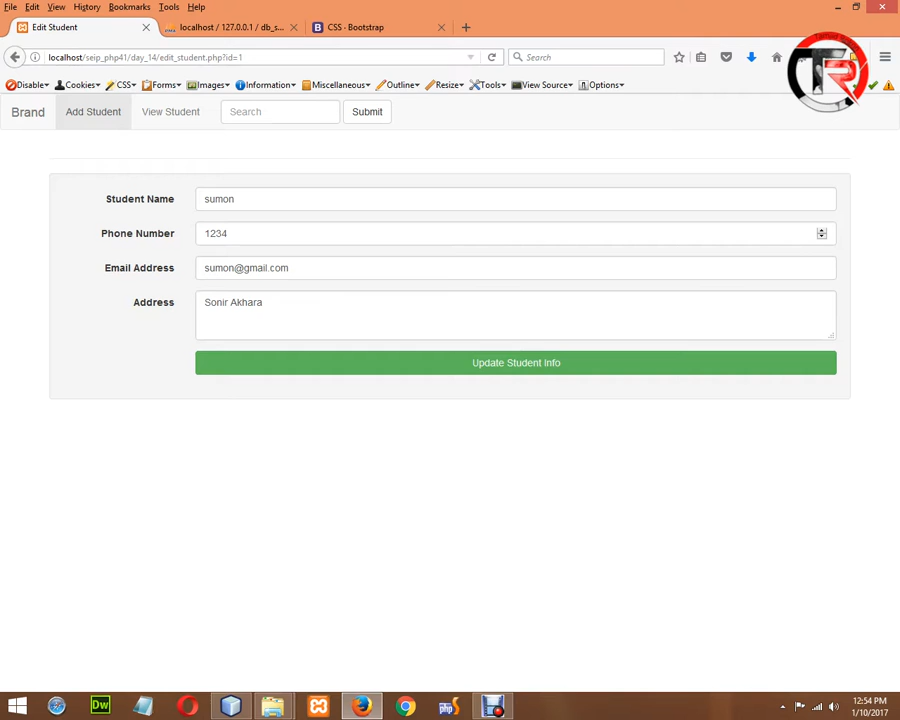 File Edit View History Bookmarks Tools Help
Edit Student
localhost / 127.0.0.1 / db_s...
CSS · Bootstrap
localhost/seip_php41/day_14/edit_student.php?id=1
Search
Disable Cookies CSS Forms Images Information Miscellaneous Outline Resize Tools View Source Options
Brand Add Student View Student Search Submit
Student Name sumon
Phone Number 1234
Email Address sumon@gmail.com
Address Sonir Akhara
Update Student Info
Dw
php
12:54 PM
1/10/2017